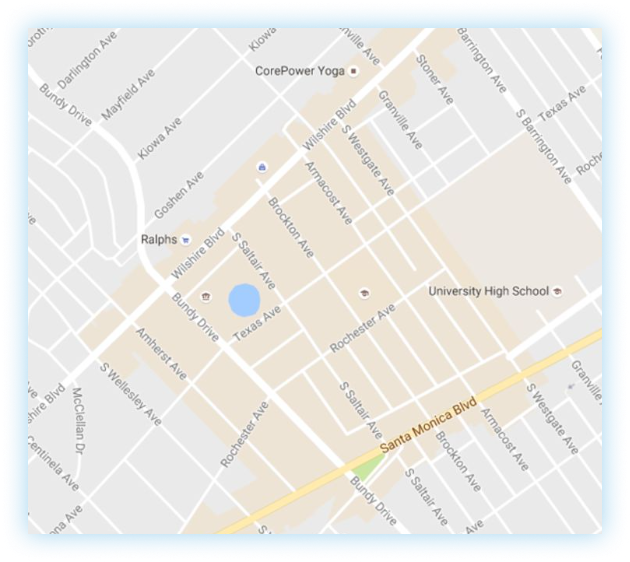 Darlington Ave
Mayfield Ave
Kiowa
nville Ave
Barrington Ave
CorePower Yoga
Stoner Ave
Bundy Drive
Granville Ave
Texas Ave
Wilshire Blvd
Kiowa Ave
S Westgate Ave
S Barrington Ave
Roche
Goshen Ave
Armacost Ave
Brockton Ave
Ralphs
Wilshire Blvd
S Saltair Ave
University High School
Bundy Drive
Texas Ave
Rochester Ave
Amherst Ave
S Wellesley Ave
McClellan Dr
shire Blvd
S Saltair Ave
Santa Monica Blvd
Granville
S Westgate Ave
Armacost Ave
Rochester Ave
Brockton Ave
Centinela Ave
S Saltair Ave
Bundy Drive
ona Ave
Ave